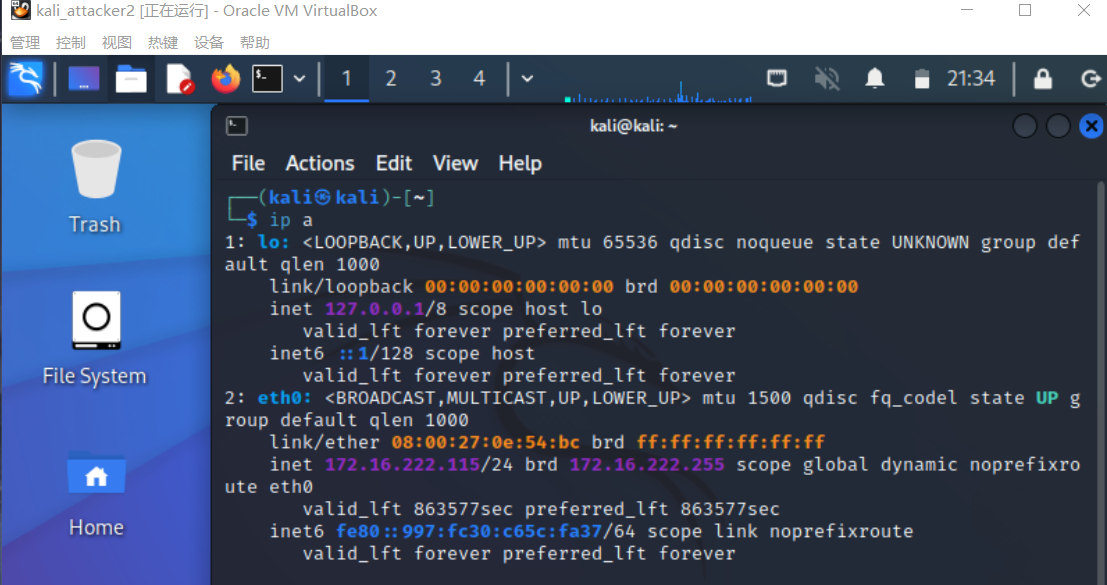 kali_attacker2 [正在运行] - Oracle VM VirtualBox
管理 控制 视图 热键 设备 帮助
1 2 3 4 21:34
kali@kali: ~
File Actions Edit View Help
Trash
File System
Home
┌──(kali㉿kali)-[~]
└─$ ip a
1: lo: <LOOPBACK,UP,LOWER_UP> mtu 65536 qdisc noqueue state UNKNOWN group def
ault qlen 1000
link/loopback 00:00:00:00:00:00 brd 00:00:00:00:00:00
inet 127.0.0.1/8 scope host lo
valid_lft forever preferred_lft forever
inet6 ::1/128 scope host
valid_lft forever preferred_lft forever
2: eth0: <BROADCAST,MULTICAST,UP,LOWER_UP> mtu 1500 qdisc fq_codel state UP g
roup default qlen 1000
link/ether 08:00:27:0e:54:bc brd ff:ff:ff:ff:ff:ff
inet 172.16.222.115/24 brd 172.16.222.255 scope global dynamic noprefixro
ute eth0
valid_lft 863577sec preferred_lft 863577sec
inet6 fe80::997:fc30:c65c:fa37/64 scope link noprefixroute
valid_lft forever preferred_lft forever